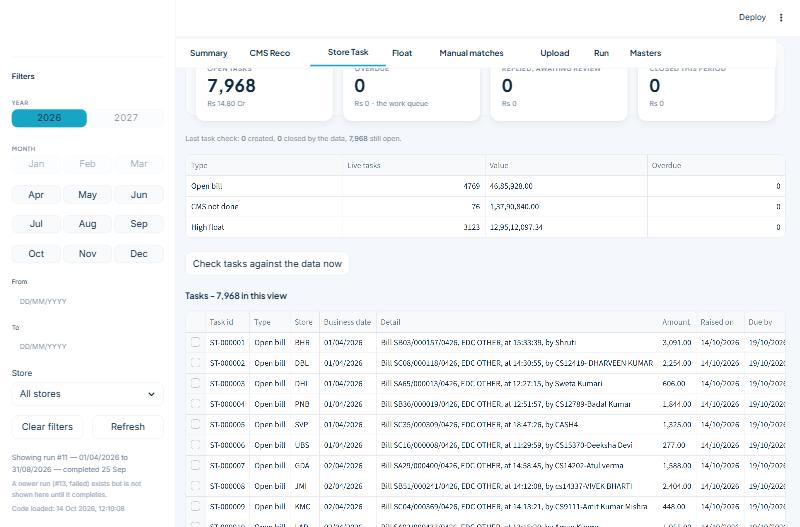 Deploy
Summary CMS Reco Store Task Float Manual matches Upload Run Masters
Filters
YEAR
2026 2027
MONTH
Jan Feb Mar
Apr May Jun
Jul Aug Sep
Oct Nov Dec
From
DD/MM/YYYY
To
DD/MM/YYYY
Store
All stores
Clear filters Refresh
Showing run #11 — 01/04/2026 to
31/08/2026 — completed 25 Sep
A newer run (#13, failed) exists but is not
shown here until it completes.
Code loaded: 14 Oct 2026, 12:10:08
OPEN TASKS OVERDUE REPLIED, AWAITING REVIEW CLOSED THIS PERIOD
7,968 0 0 0
Rs 14.80 Cr Rs 0 - the work queue Rs 0 Rs 0
Last task check: 0 created, 0 closed by the data, 7,968 still open.
Type Live tasks Value Overdue
Open bill 4769 46,85,928.00 0
CMS not done 76 1,37,90,840.00 0
High float 3123 12,95,12,097.34 0
Check tasks against the data now
Tasks – 7,968 in this view
Task id Type Store Business date Detail Amount Raised on Due by
ST-000001 Open bill BHR 01/04/2026 Bill SB03/000157/0426, EDC OTHER, at 15:33:39, by Shruti 3,091.00 14/10/2026 19/10/2026
ST-000002 Open bill DBL 01/04/2026 Bill SC08/000118/0426, EDC OTHER, at 14:30:55, by CS12418- DHARVEEN KUMAR 2,254.00 14/10/2026 19/10/2026
ST-000003 Open bill DHI 01/04/2026 Bill SA65/000013/0426, EDC OTHER, at 12:27:15, by Sweta Kumari 606.00 14/10/2026 19/10/2026
ST-000004 Open bill PNB 01/04/2026 Bill SB36/000019/0426, EDC OTHER, at 12:51:57, by CS12789-Badal Kumar 1,844.00 14/10/2026 19/10/2026
ST-000005 Open bill SVP 01/04/2026 Bill SC35/000309/0426, EDC OTHER, at 18:47:26, by CASH4 1,325.00 14/10/2026 19/10/2026
ST-000006 Open bill UBS 01/04/2026 Bill SC16/000008/0426, EDC OTHER, at 11:29:59, by CS15370-Deeksha Devi 277.00 14/10/2026 19/10/2026
ST-000007 Open bill GDA 02/04/2026 Bill SA29/000400/0426, EDC OTHER, at 14:58:45, by CS14202-Atul verma 1,588.00 14/10/2026 19/10/2026
ST-000008 Open bill JMI 02/04/2026 Bill SB51/000241/0426, EDC OTHER, at 14:12:08, by cs14337-VIVEK BHARTI 2,404.00 14/10/2026 19/10/2026
ST-000009 Open bill KMC 02/04/2026 Bill SC04/000369/0426, EDC OTHER, at 14:13:21, by CS9111-Amit Kumar Mishra 448.00 14/10/2026 19/10/2026